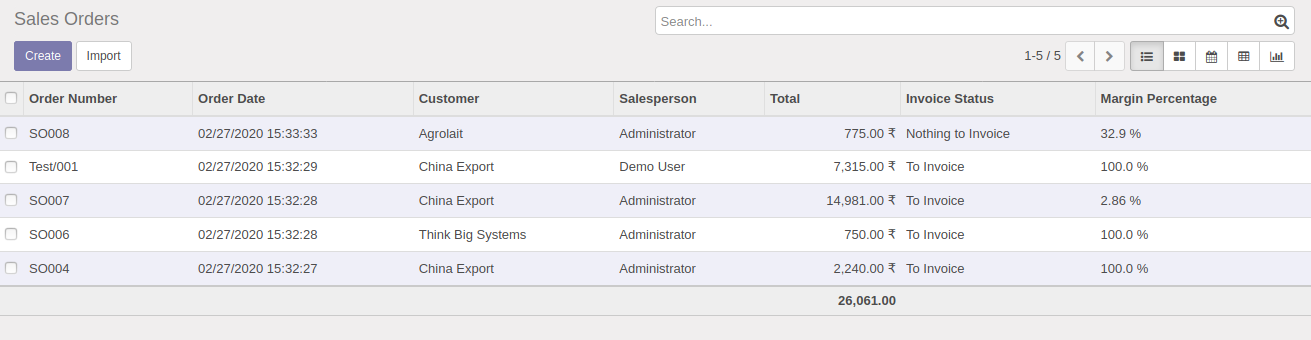 Sales Orders
Search...
Create Import 1-5 / 5
Order Number Order Date Customer Salesperson Total Invoice Status Margin Percentage
SO008 02/27/2020 15:33:33 Agrolait Administrator 775.00 ₹ Nothing to Invoice 32.9 %
Test/001 02/27/2020 15:32:29 China Export Demo User 7,315.00 ₹ To Invoice 100.0 %
SO007 02/27/2020 15:32:28 China Export Administrator 14,981.00 ₹ To Invoice 2.86 %
SO006 02/27/2020 15:32:28 Think Big Systems Administrator 750.00 ₹ To Invoice 100.0 %
SO004 02/27/2020 15:32:27 China Export Administrator 2,240.00 ₹ To Invoice 100.0 %
26,061.00